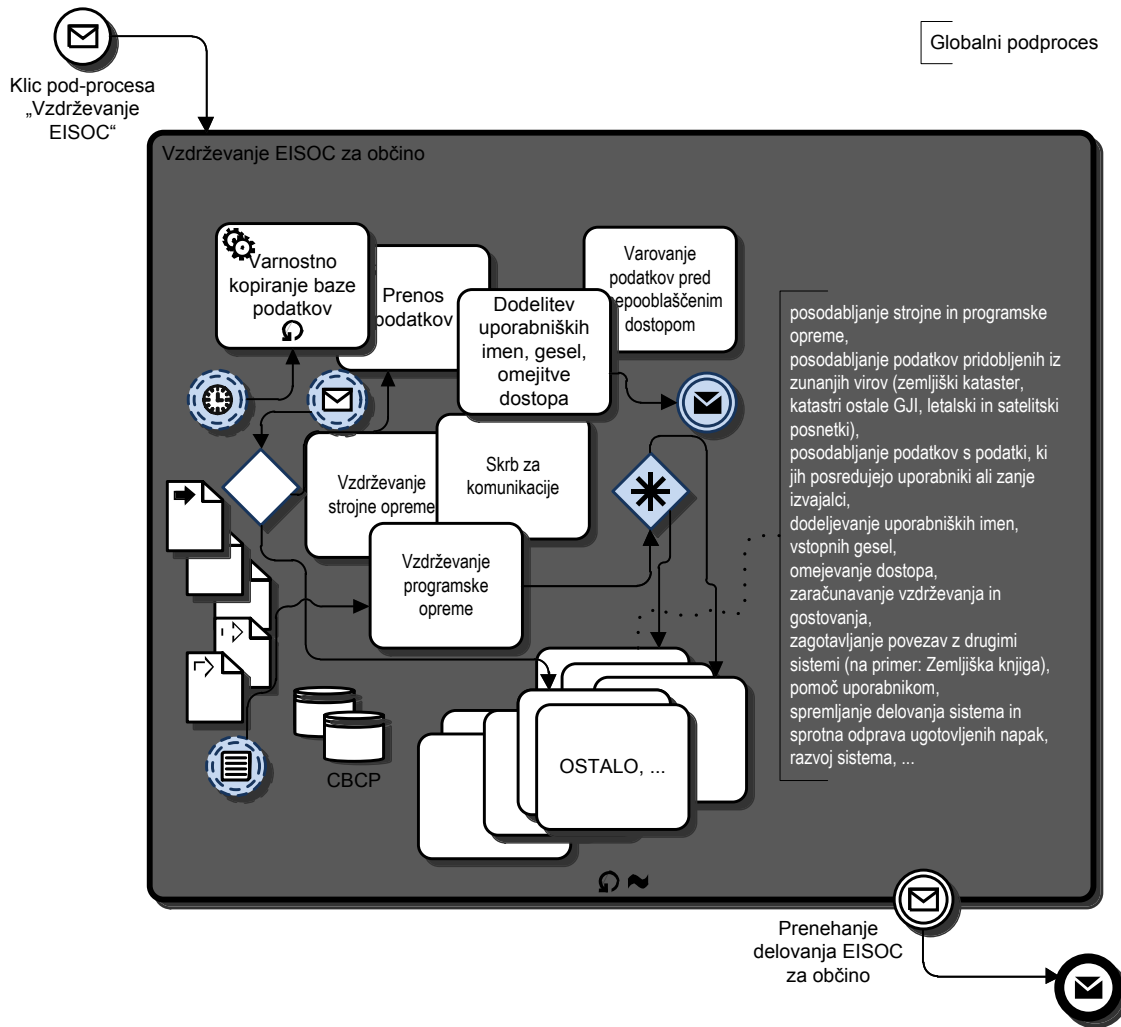 Globalni podproces
Klic pod-procesa
„Vzdrževanje
EISOC“
Vzdrževanje EISOC za občino
Varnostno
kopiranje baze
podatkov
Prenos
podatkov
Dodelitev
uporabniških
imen, gesel,
omejitve
dostopa
Varovanje
podatkov pred
epooblaščenim
dostopom
Vzdrževanje
strojne opreme
Skrb za
komunikacije
Vzdrževanje
programske
opreme
CBCP
OSTALO, ...
posodabljanje strojne in programske
opreme,
posodabljanje podatkov pridobljenih iz
zunanjih virov (zemljiški kataster,
katastri ostale GJI, letalski in satelitski
posnetki),
posodabljanje podatkov s podatki, ki
jih posredujejo uporabniki ali zanje
izvajalci,
dodeljevanje uporabniških imen,
vstopnih gesel,
omejevanje dostopa,
zaračunavanje vzdrževanja in
gostovanja,
zagotavljanje povezav z drugimi
sistemi (na primer: Zemljiška knjiga),
pomoč uporabnikom,
spremljanje delovanja sistema in
sprotna odprava ugotovljenih napak,
razvoj sistema, ...
Prenehanje
delovanja EISOC
za občino